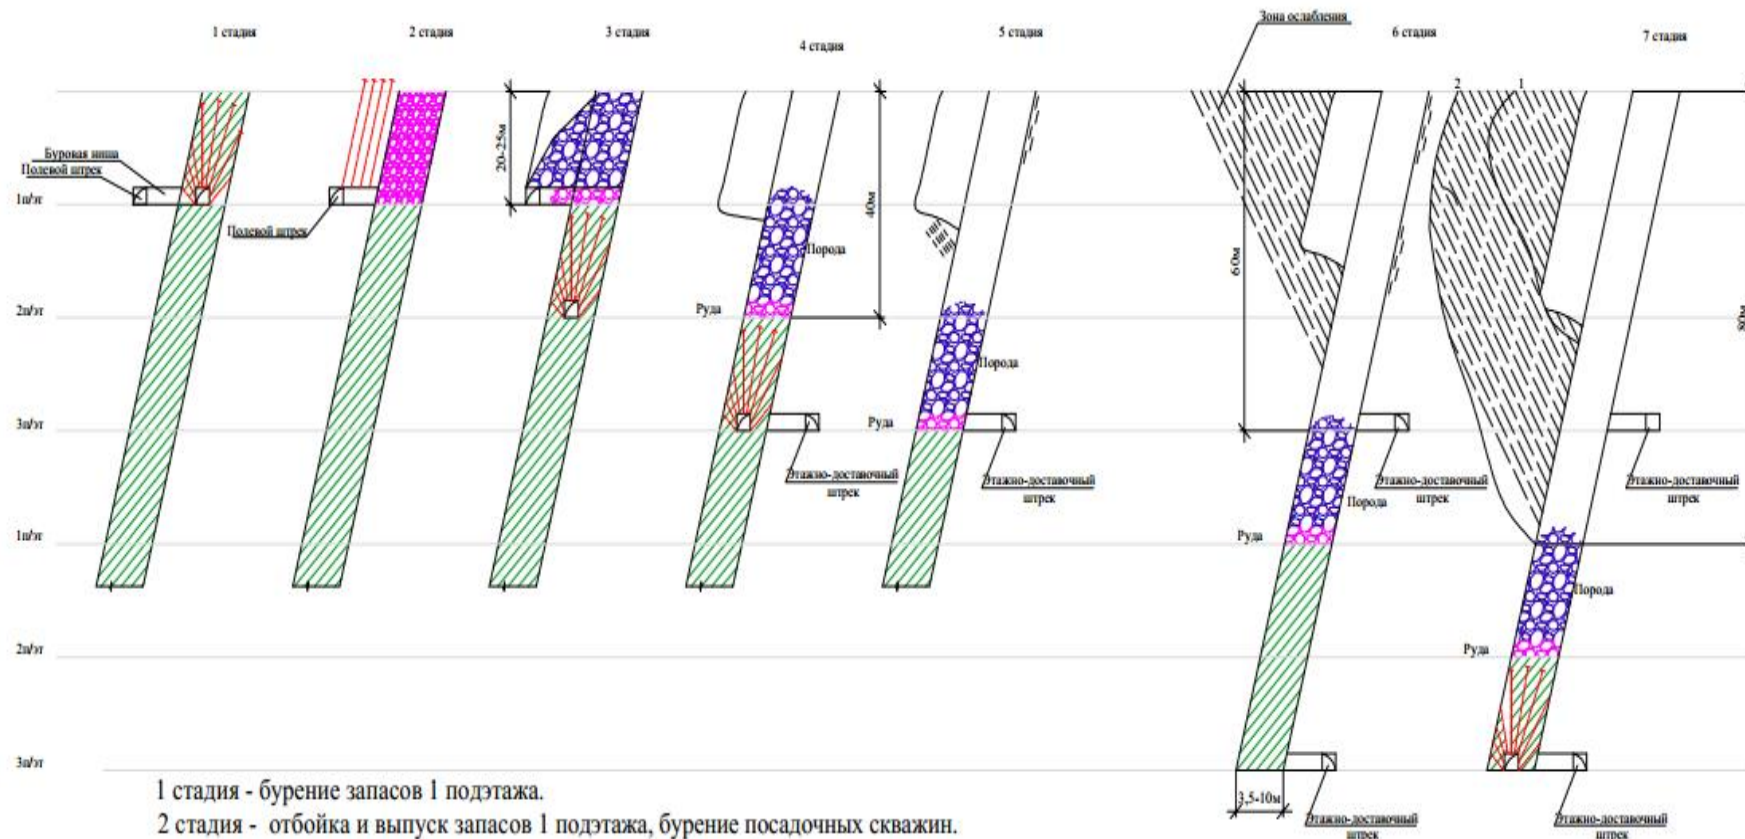 1 стадия
2 стадия
3 стадия
4 стадия
5 стадия
Зона ослабления
6 стадия
7 стадия
2
1
Буровая ниша
Полевой штрек
20-25м
1п/эт
40м
Полевой штрек
Порода
60м
Руда
2п/эт
80м
Порода
Руда
3п/эт
Этажно-доставочный
штрек
Этажно-доставочный
штрек
Этажно-доставочный
штрек
Этажно-доставочный
штрек
Порода
Руда
1п/эт
Порода
Руда
2п/эт
3п/эт
3,5-10м
Этажно-доставочный
штрек
Этажно-доставочный
штрек
1 стадия - бурение запасов 1 подэтажа.
2 стадия - отбойка и выпуск запасов 1 подэтажа, бурение посадочных скважин.